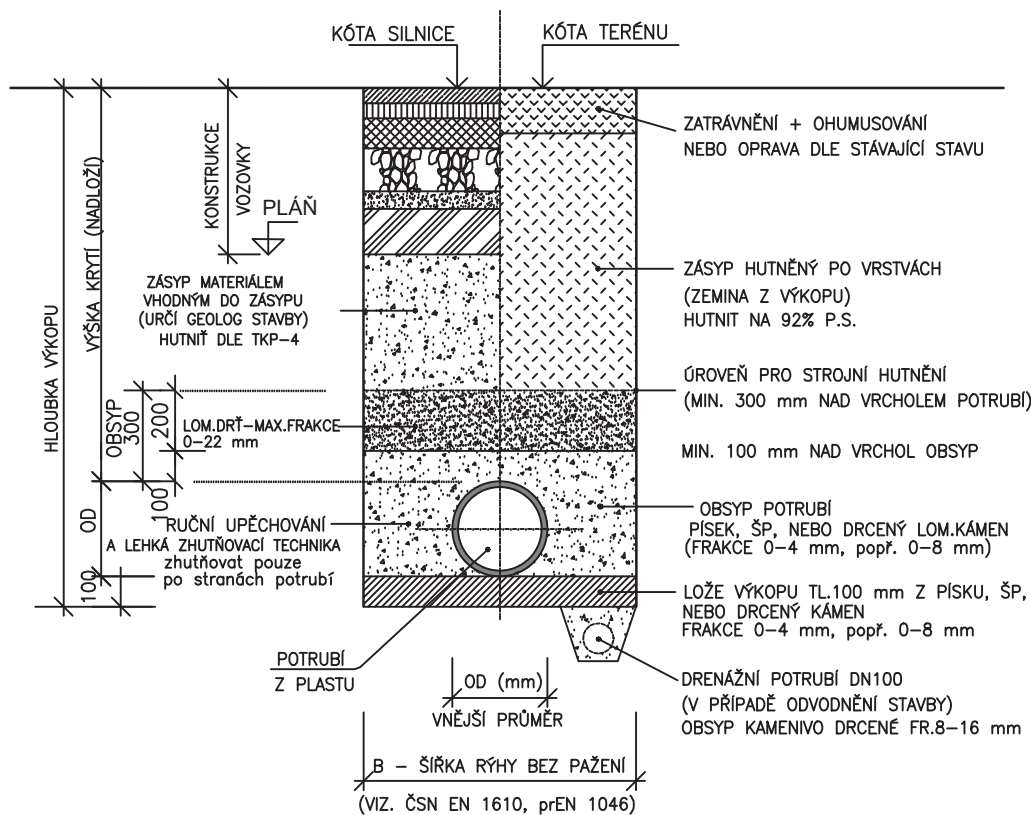 KÓTA SILNICE
KÓTA TERÉNU
ZATRÁVNĚNÍ + OHUMUSOVÁNÍ
NEBO OPRAVA DLE STÁVAJÍCÍ STAVU
HLOUBKA VÝKOPU
VÝŠKA KRYTÍ (NADLOŽÍ)
KONSTRUKCE
VOZOVKY
PLÁŇ
ZÁSYP MATERIÁLEM
VHODNÝM DO ZÁSYPU
(URČÍ GEOLOG STAVBY)
HUTNIŤ DLE TKP-4
ZÁSYP HUTNĚNÝ PO VRSTVÁCH
(ZEMINA Z VÝKOPU)
HUTNIT NA 92% P.S.
ÚROVEŇ PRO STROJNÍ HUTNĚNÍ
(MIN. 300 mm NAD VRCHOLEM POTRUBÍ)
OBSYP
300
200
100
LOM.DRŤ-MAX.FRAKCE
0-22 mm
MIN. 100 mm NAD VRCHOL OBSYP
OD
100
RUČNÍ UPĚCHOVÁNÍ
A LEHKÁ ZHUTŇOVACÍ TECHNIKA
zhutňovat pouze
po stranách potrubí
OBSYP POTRUBÍ
PÍSEK, ŠP, NEBO DRCENÝ LOM.KÁMEN
(FRAKCE 0-4 mm, popř. 0-8 mm)
LOŽE VÝKOPU TL.100 mm Z PÍSKU, ŠP,
NEBO DRCENÝ KÁMEN
FRAKCE 0-4 mm, popř. 0-8 mm
POTRUBÍ
Z PLASTU
OD (mm)
VNĚJŠÍ PRŮMĚR
DRENÁŽNÍ POTRUBÍ DN100
(V PŘÍPADĚ ODVODNĚNÍ STAVBY)
OBSYP KAMENIVO DRCENÉ FR.8-16 mm
B - ŠÍŘKA RÝHY BEZ PAŽENÍ
(VIZ. ČSN EN 1610, prEN 1046)